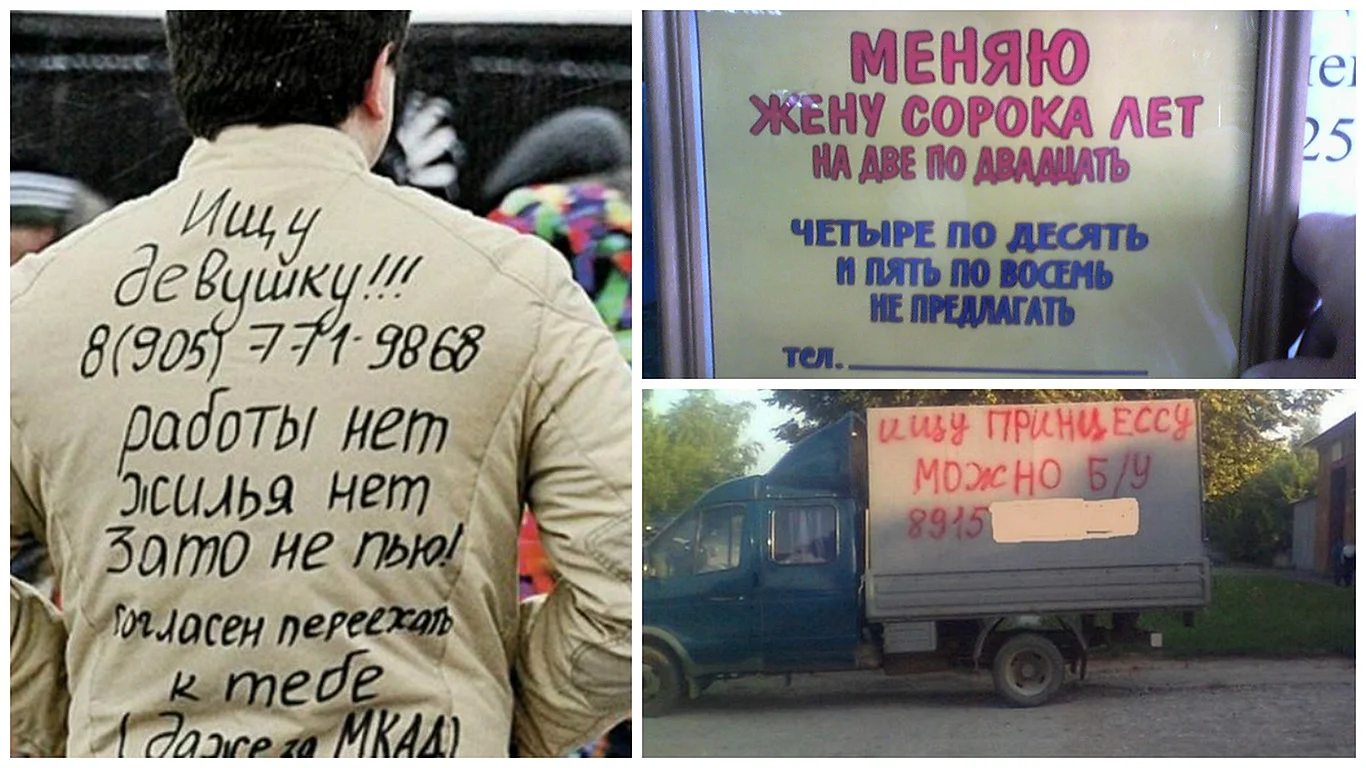 Ищу
девушку!!!
8(905) 771-9868
работы нет
жилья нет
Зато не пью!
согласен переехать
к тебе
(даже за МКАД)
МЕНЯЮ
ЖЕНУ СОРОКА ЛЕТ
НА ДВЕ ПО ДВАДЦАТЬ
ЧЕТЫРЕ ПО ДЕСЯТЬ
И ПЯТЬ ПО ВОСЕМЬ
НЕ ПРЕДЛАГАТЬ
тел.
25
ищу ПРИНЦЕССУ
МОЖНО Б/У
8915